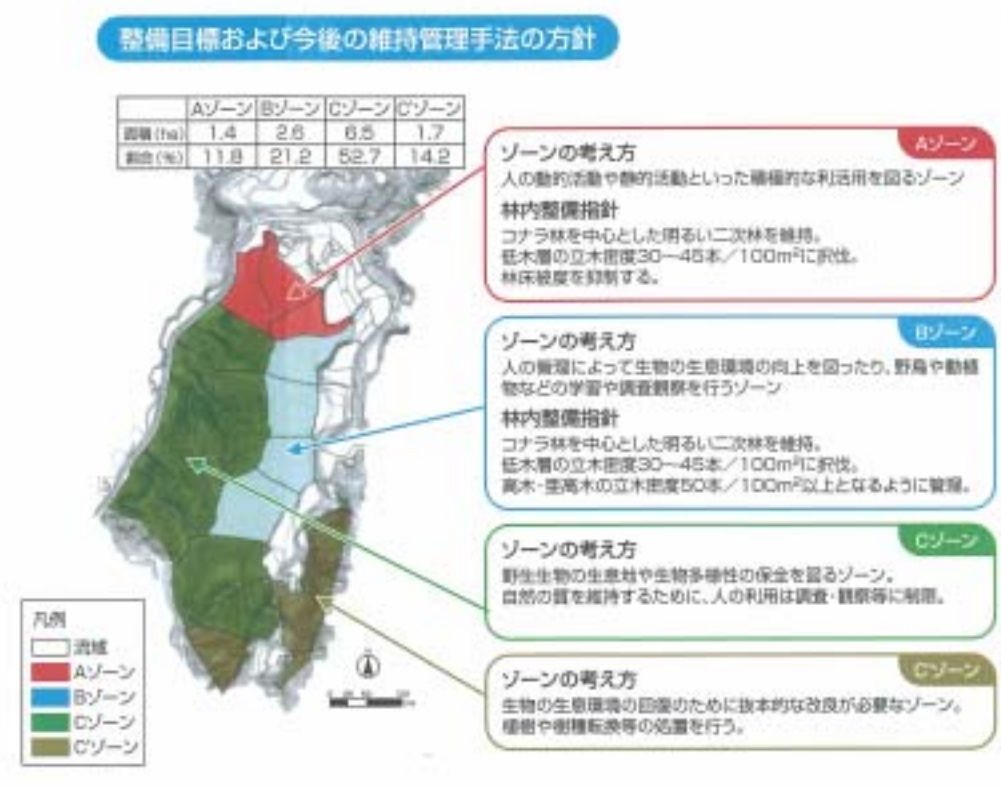 整備目標および今後の維持管理手法の方針
Aゾーン Bゾーン Cゾーン C'ゾーン
面積(ha) 1.4 2.6 6.5 1.7
割合(%) 11.8 21.2 52.7 14.2
Aゾーン
ゾーンの考え方
人の動的活動や静的活動といった積極的な利活用を図るゾーン
林内整備指針
コナラ林を中心とした明るい二次林を維持。
低木層の立木密度30〜45本/100m²に択伐。
林床被度を抑制する。
Bゾーン
ゾーンの考え方
人の管理によって生物の生息環境の向上を図ったり、野鳥や動植
物などの学習や調査観察を行うゾーン
林内整備指針
コナラ林を中心とした明るい二次林を維持。
低木層の立木密度30〜45本/100m²に択伐。
高木・亜高木の立木密度50本/100m²以上となるように管理。
Cゾーン
ゾーンの考え方
野生生物の生息地や生物多様性の保全を図るゾーン。
自然の質を維持するために、人の利用は調査・観察等に制限。
C'ゾーン
ゾーンの考え方
生物の生息環境の回復のために抜本的な改良が必要なゾーン。
植樹や樹種転換等の処置を行う。
凡例
流域
Aゾーン
Bゾーン
Cゾーン
C'ゾーン